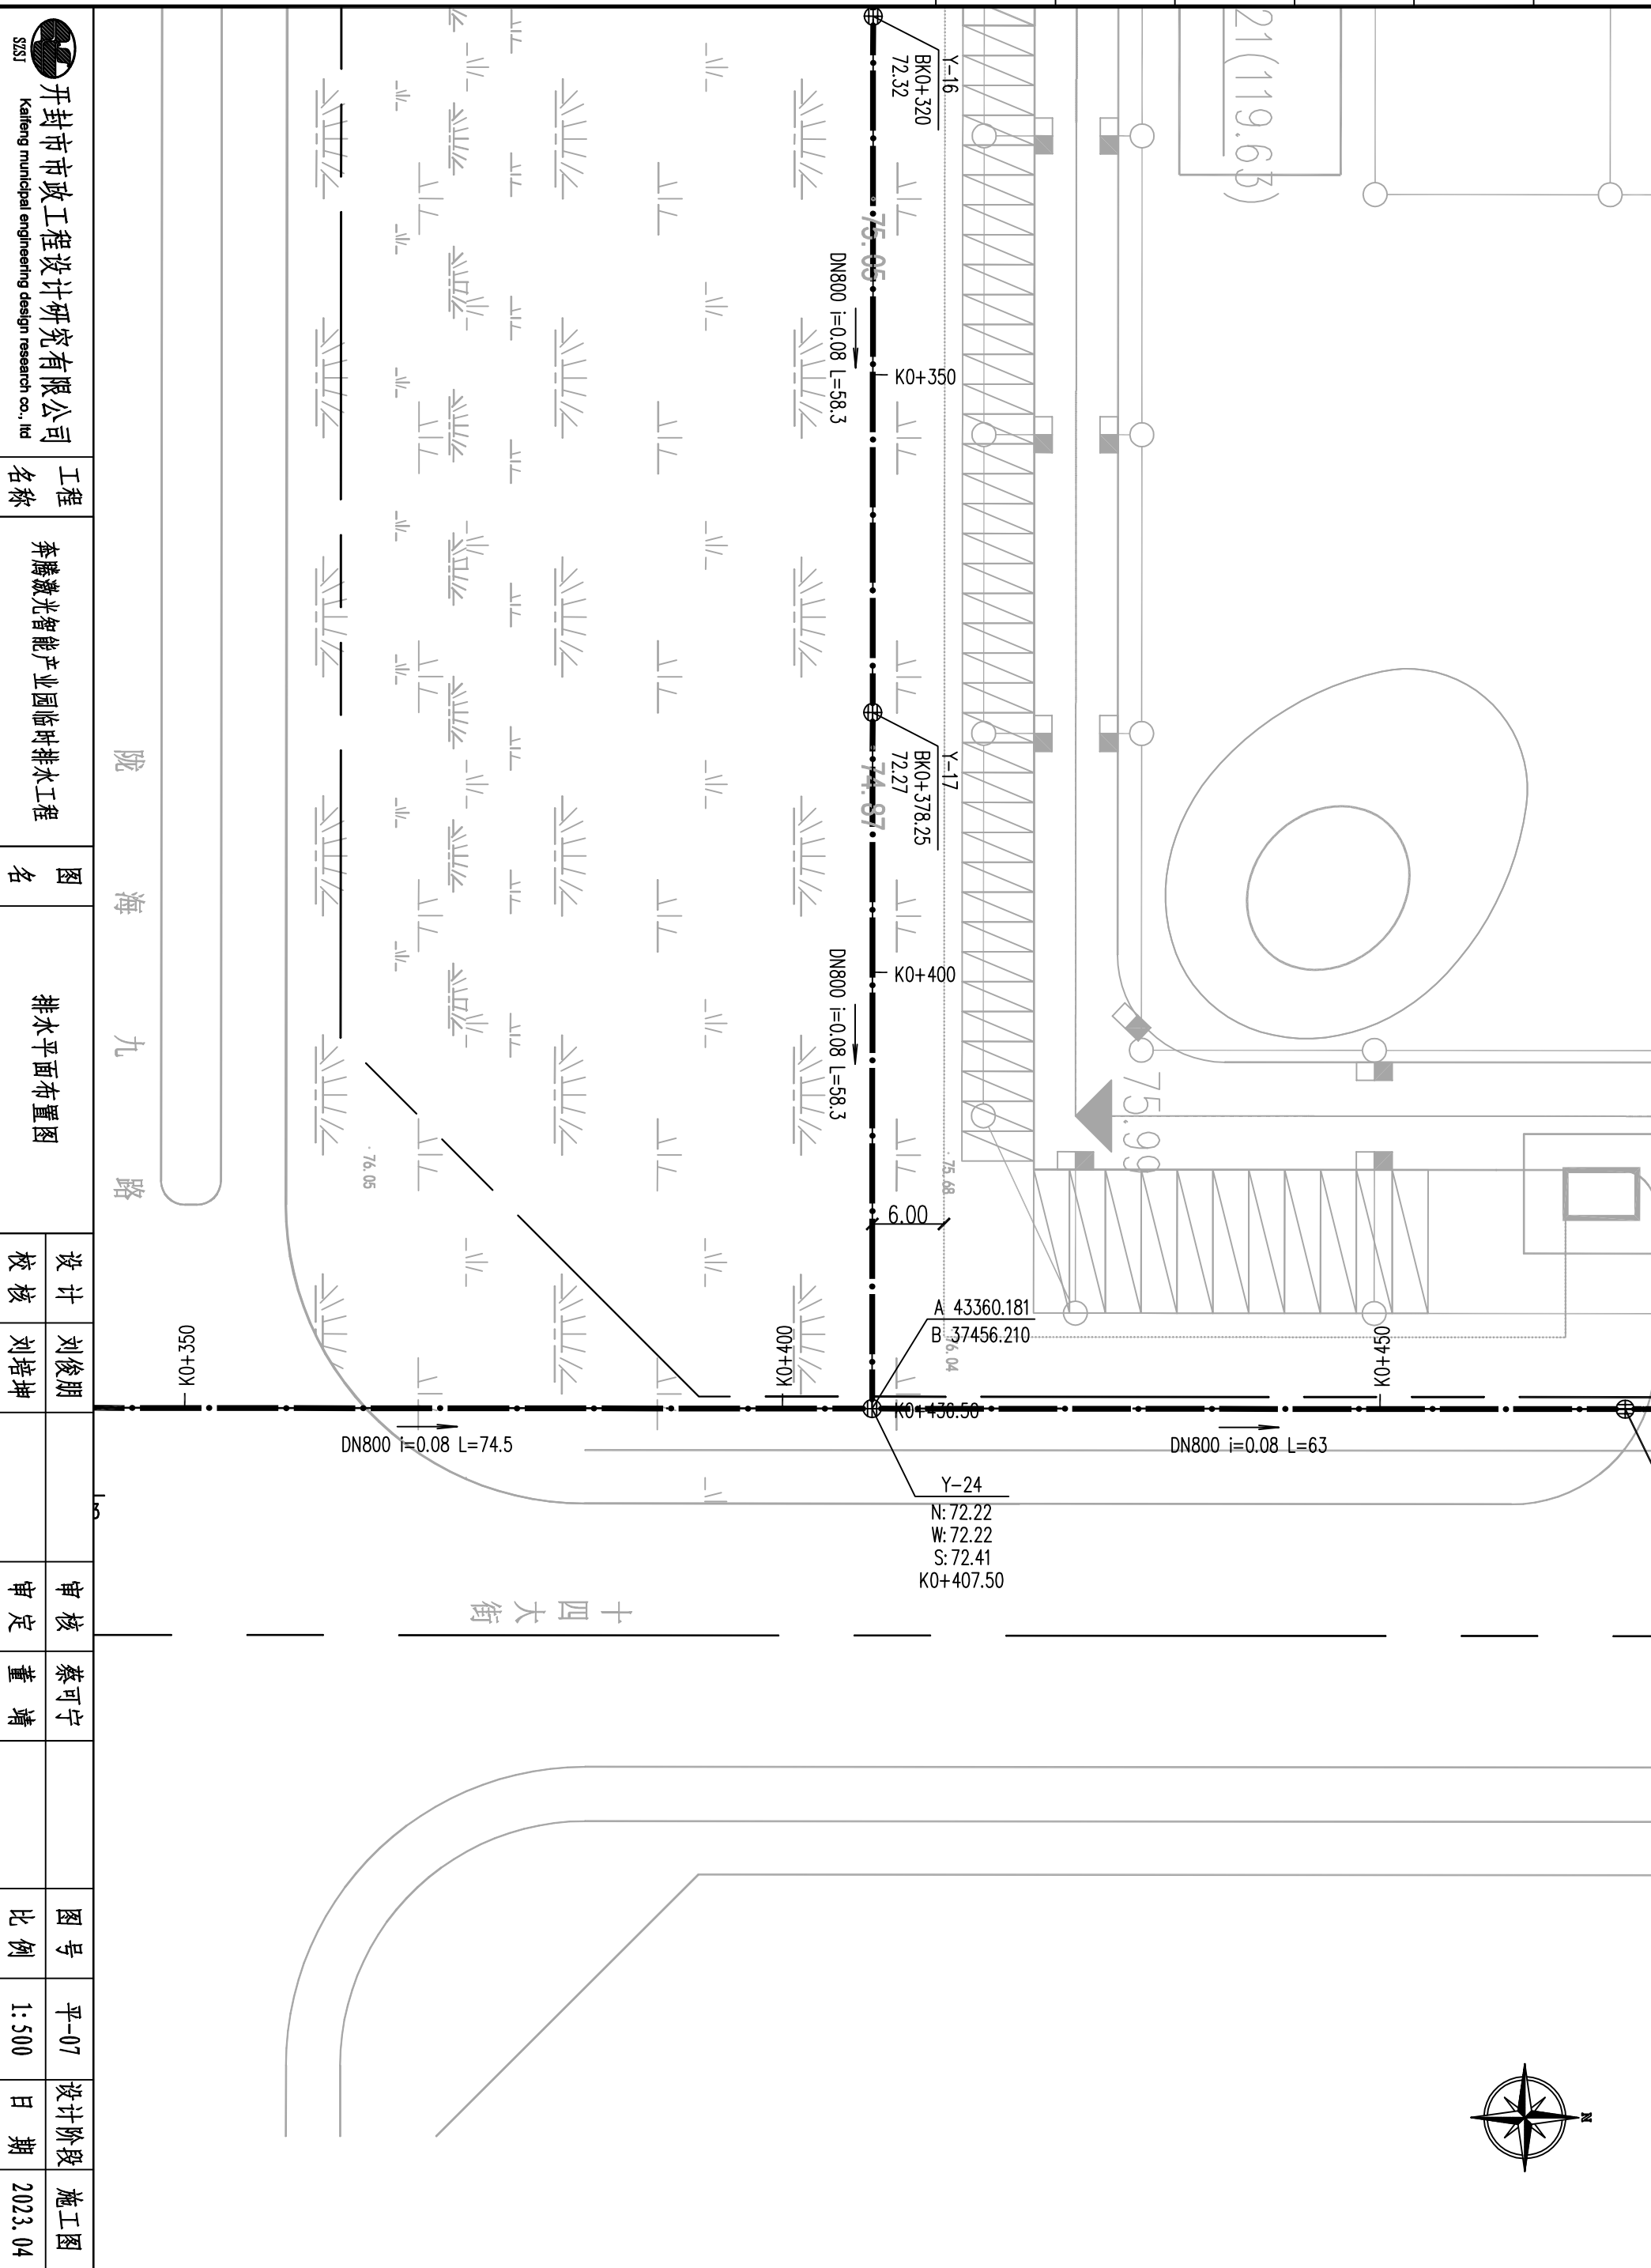 开封市市政工程设计研究有限公司
Kaifeng municipal engineering design research co., ltd
SZSJ
工程
名称
奔腾激光智能产业园临时排水工程
图
名
排水平面布置图
设 计
刘俊朋
校 核
刘培坤
审 核
蔡可宁
审 定
董 靖
图 号
平-07
设计阶段
施工图
比 例
1:500
日 期
2023.04
21(119.63)
Y-16
BK0+320
72.32
75.05
DN800 i=0.08 L=58.3
K0+350
Y-17
BK0+378.25
72.27
74.87
DN800 i=0.08 L=58.3
K0+400
75.99
陇海九路
76.05
75.68
6.00
A 43360.181
B 37456.210
76.04
K0+350
K0+400
K0+450
K0+436.50
DN800 i=0.08 L=74.5
DN800 i=0.08 L=63
Y-24
N:72.22
W:72.22
S:72.41
K0+407.50
十四大街
N